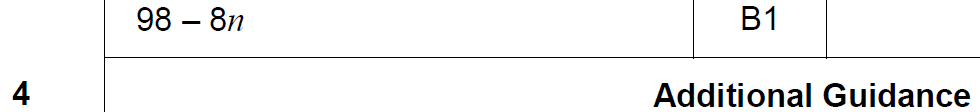 98 – 8n B1
4 Additional Guidance